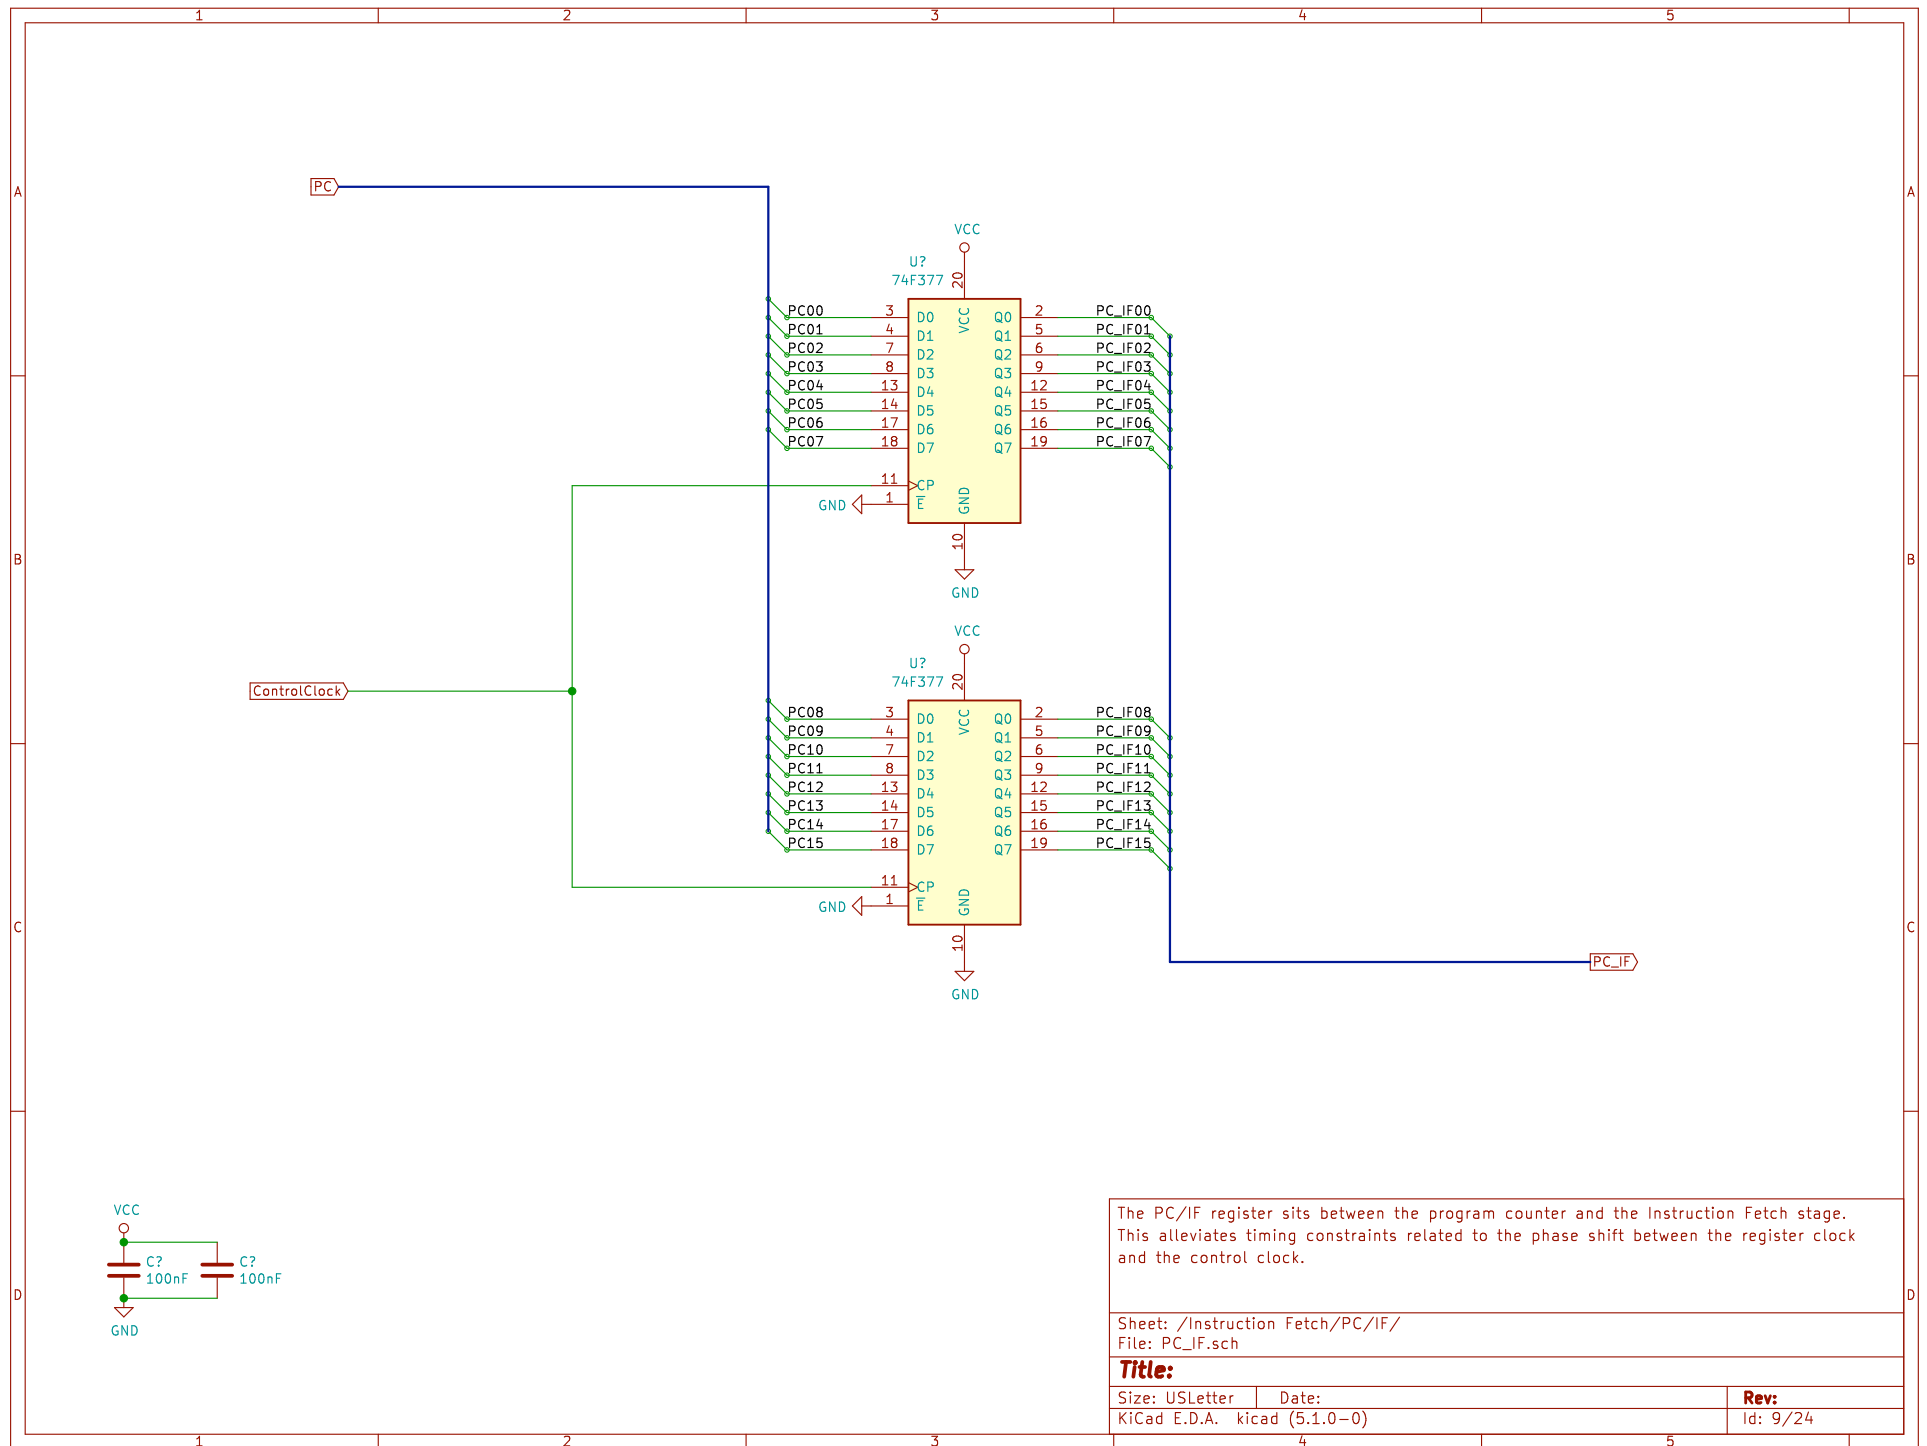 1 2 3 4 5
A A
PC
VCC
U?
74F377
20
PC00 3 D0 VCC Q0 2 PC_IF00
PC01 4 D1 Q1 5 PC_IF01
PC02 7 D2 Q2 6 PC_IF02
PC03 8 D3 Q3 9 PC_IF03
PC04 13 D4 Q4 12 PC_IF04
PC05 14 D5 Q5 15 PC_IF05
PC06 17 D6 Q6 16 PC_IF06
PC07 18 D7 Q7 19 PC_IF07
11 CP
GND 1 E GND
10
B B
GND
VCC
U?
74F377
20
ControlClock
PC08 3 D0 VCC Q0 2 PC_IF08
PC09 4 D1 Q1 5 PC_IF09
PC10 7 D2 Q2 6 PC_IF10
PC11 8 D3 Q3 9 PC_IF11
PC12 13 D4 Q4 12 PC_IF12
PC13 14 D5 Q5 15 PC_IF13
PC14 17 D6 Q6 16 PC_IF14
PC15 18 D7 Q7 19 PC_IF15
11 CP
GND 1 E GND
C C
10
PC_IF
GND
VCC
C? C?
100nF 100nF
GND
D D
The PC/IF register sits between the program counter and the Instruction Fetch stage.
This alleviates timing constraints related to the phase shift between the register clock
and the control clock.
Sheet: /Instruction Fetch/PC/IF/
File: PC_IF.sch
Title:
Size: USLetter Date: Rev:
KiCad E.D.A. kicad (5.1.0-0) Id: 9/24
1 2 3 4 5